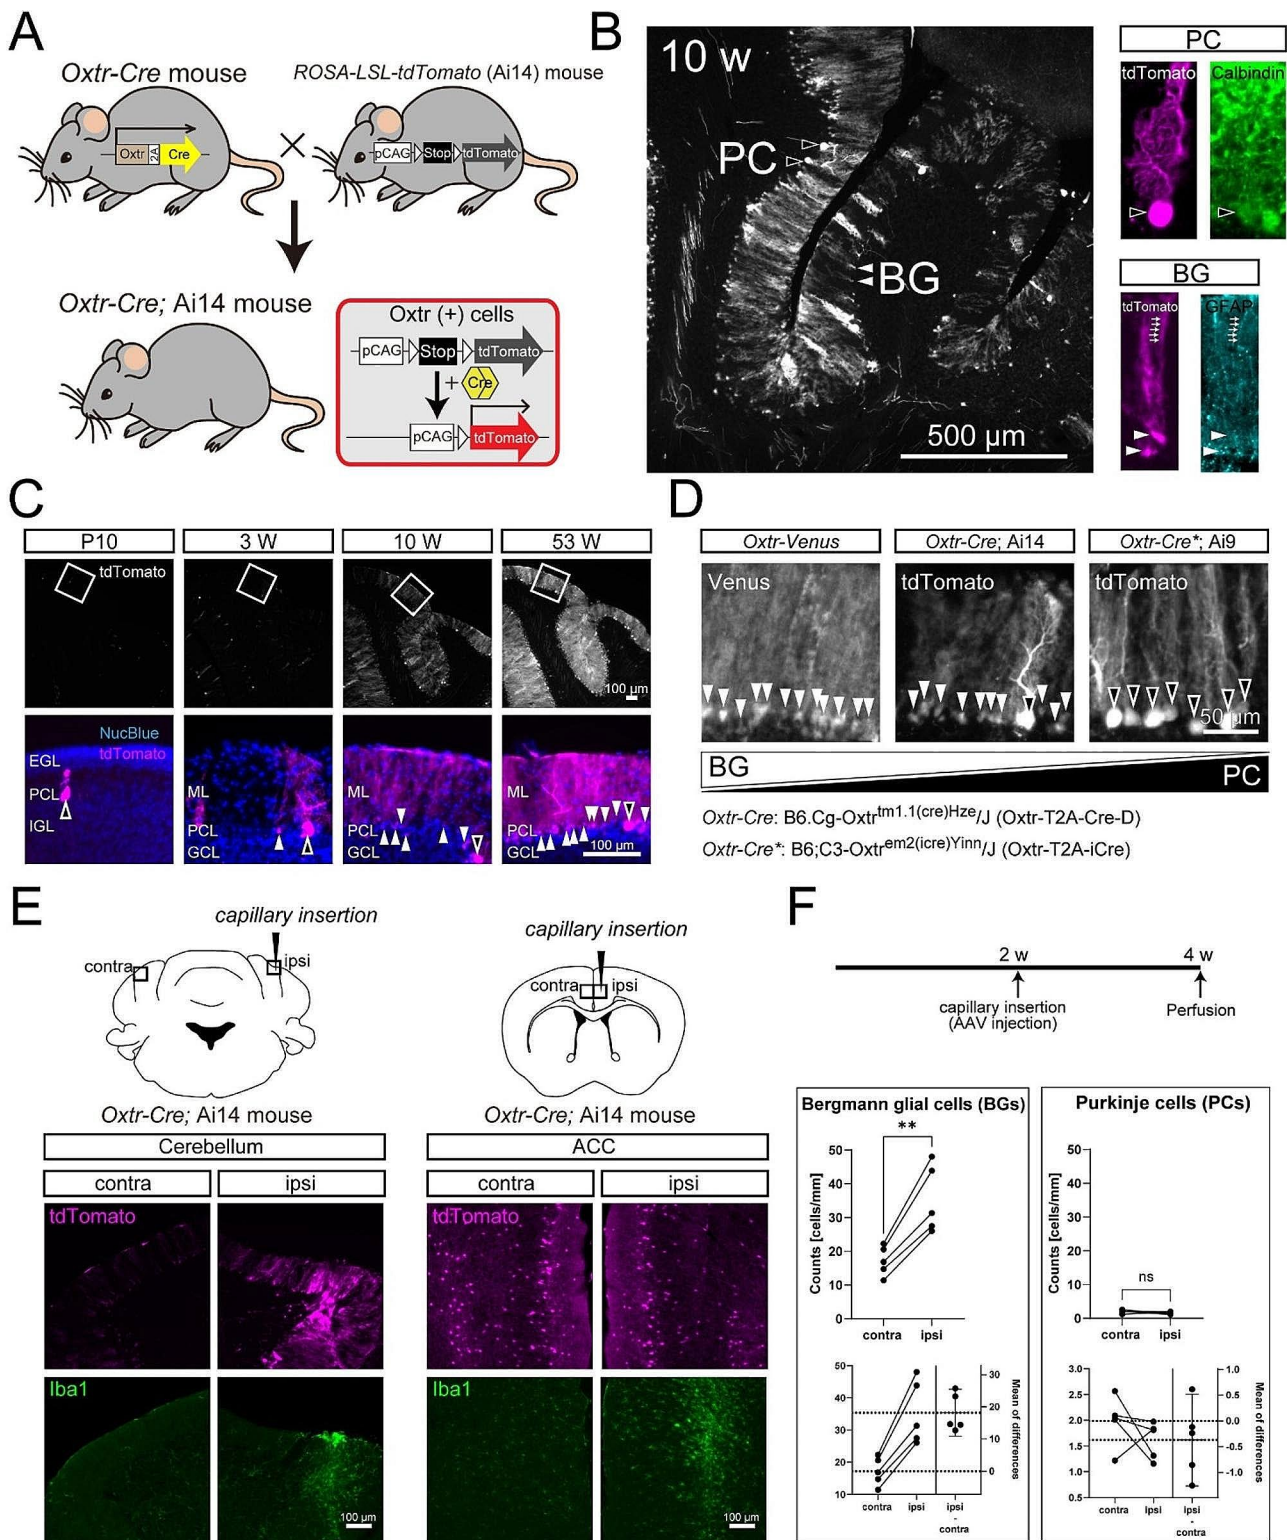 A
Oxtr-Cre mouse
ROSA-LSL-tdTomato (Ai14) mouse
Oxtr
2A
Cre
×
pCAG
Stop
tdTomato
Oxtr-Cre; Ai14 mouse
Oxtr (+) cells
pCAG
Stop
tdTomato
+
Cre
pCAG
tdTomato
B
10 w
PC
BG
500 µm
PC
tdTomato
Calbindin
BG
tdTomato
GFAP
C
P10
3 W
10 W
53 W
tdTomato
100 µm
NucBlue
tdTomato
EGL
PCL
IGL
ML
PCL
GCL
ML
PCL
GCL
ML
PCL
GCL
100 µm
D
Oxtr-Venus
Oxtr-Cre; Ai14
Oxtr-Cre*; Ai9
Venus
tdTomato
tdTomato
50 µm
BG
PC
Oxtr-Cre: B6.Cg-Oxtrtm1.1(cre)Hze/J (Oxtr-T2A-Cre-D)
Oxtr-Cre*: B6;C3-Oxtrem2(icre)Yinn/J (Oxtr-T2A-iCre)
E
capillary insertion
contra
ipsi
capillary insertion
contra
ipsi
Oxtr-Cre; Ai14 mouse
Oxtr-Cre; Ai14 mouse
Cerebellum
ACC
contra
ipsi
contra
ipsi
tdTomato
tdTomato
Iba1
Iba1
100 µm
100 µm
F
2 w
4 w
capillary insertion
(AAV injection)
Perfusion
Bergmann glial cells (BGs)
**
Counts [cells/mm]
50
40
30
20
10
0
contra
ipsi
50
40
30
20
10
30
20
10
0
Mean of differences
contra
ipsi
ipsi
-
contra
Purkinje cells (PCs)
Counts [cells/mm]
50
40
30
20
10
0
ns
contra
ipsi
3.0
2.5
2.0
1.5
1.0
0.5
1.0
0.5
0.0
-0.5
-1.0
Mean of differences
contra
ipsi
ipsi
-
contra